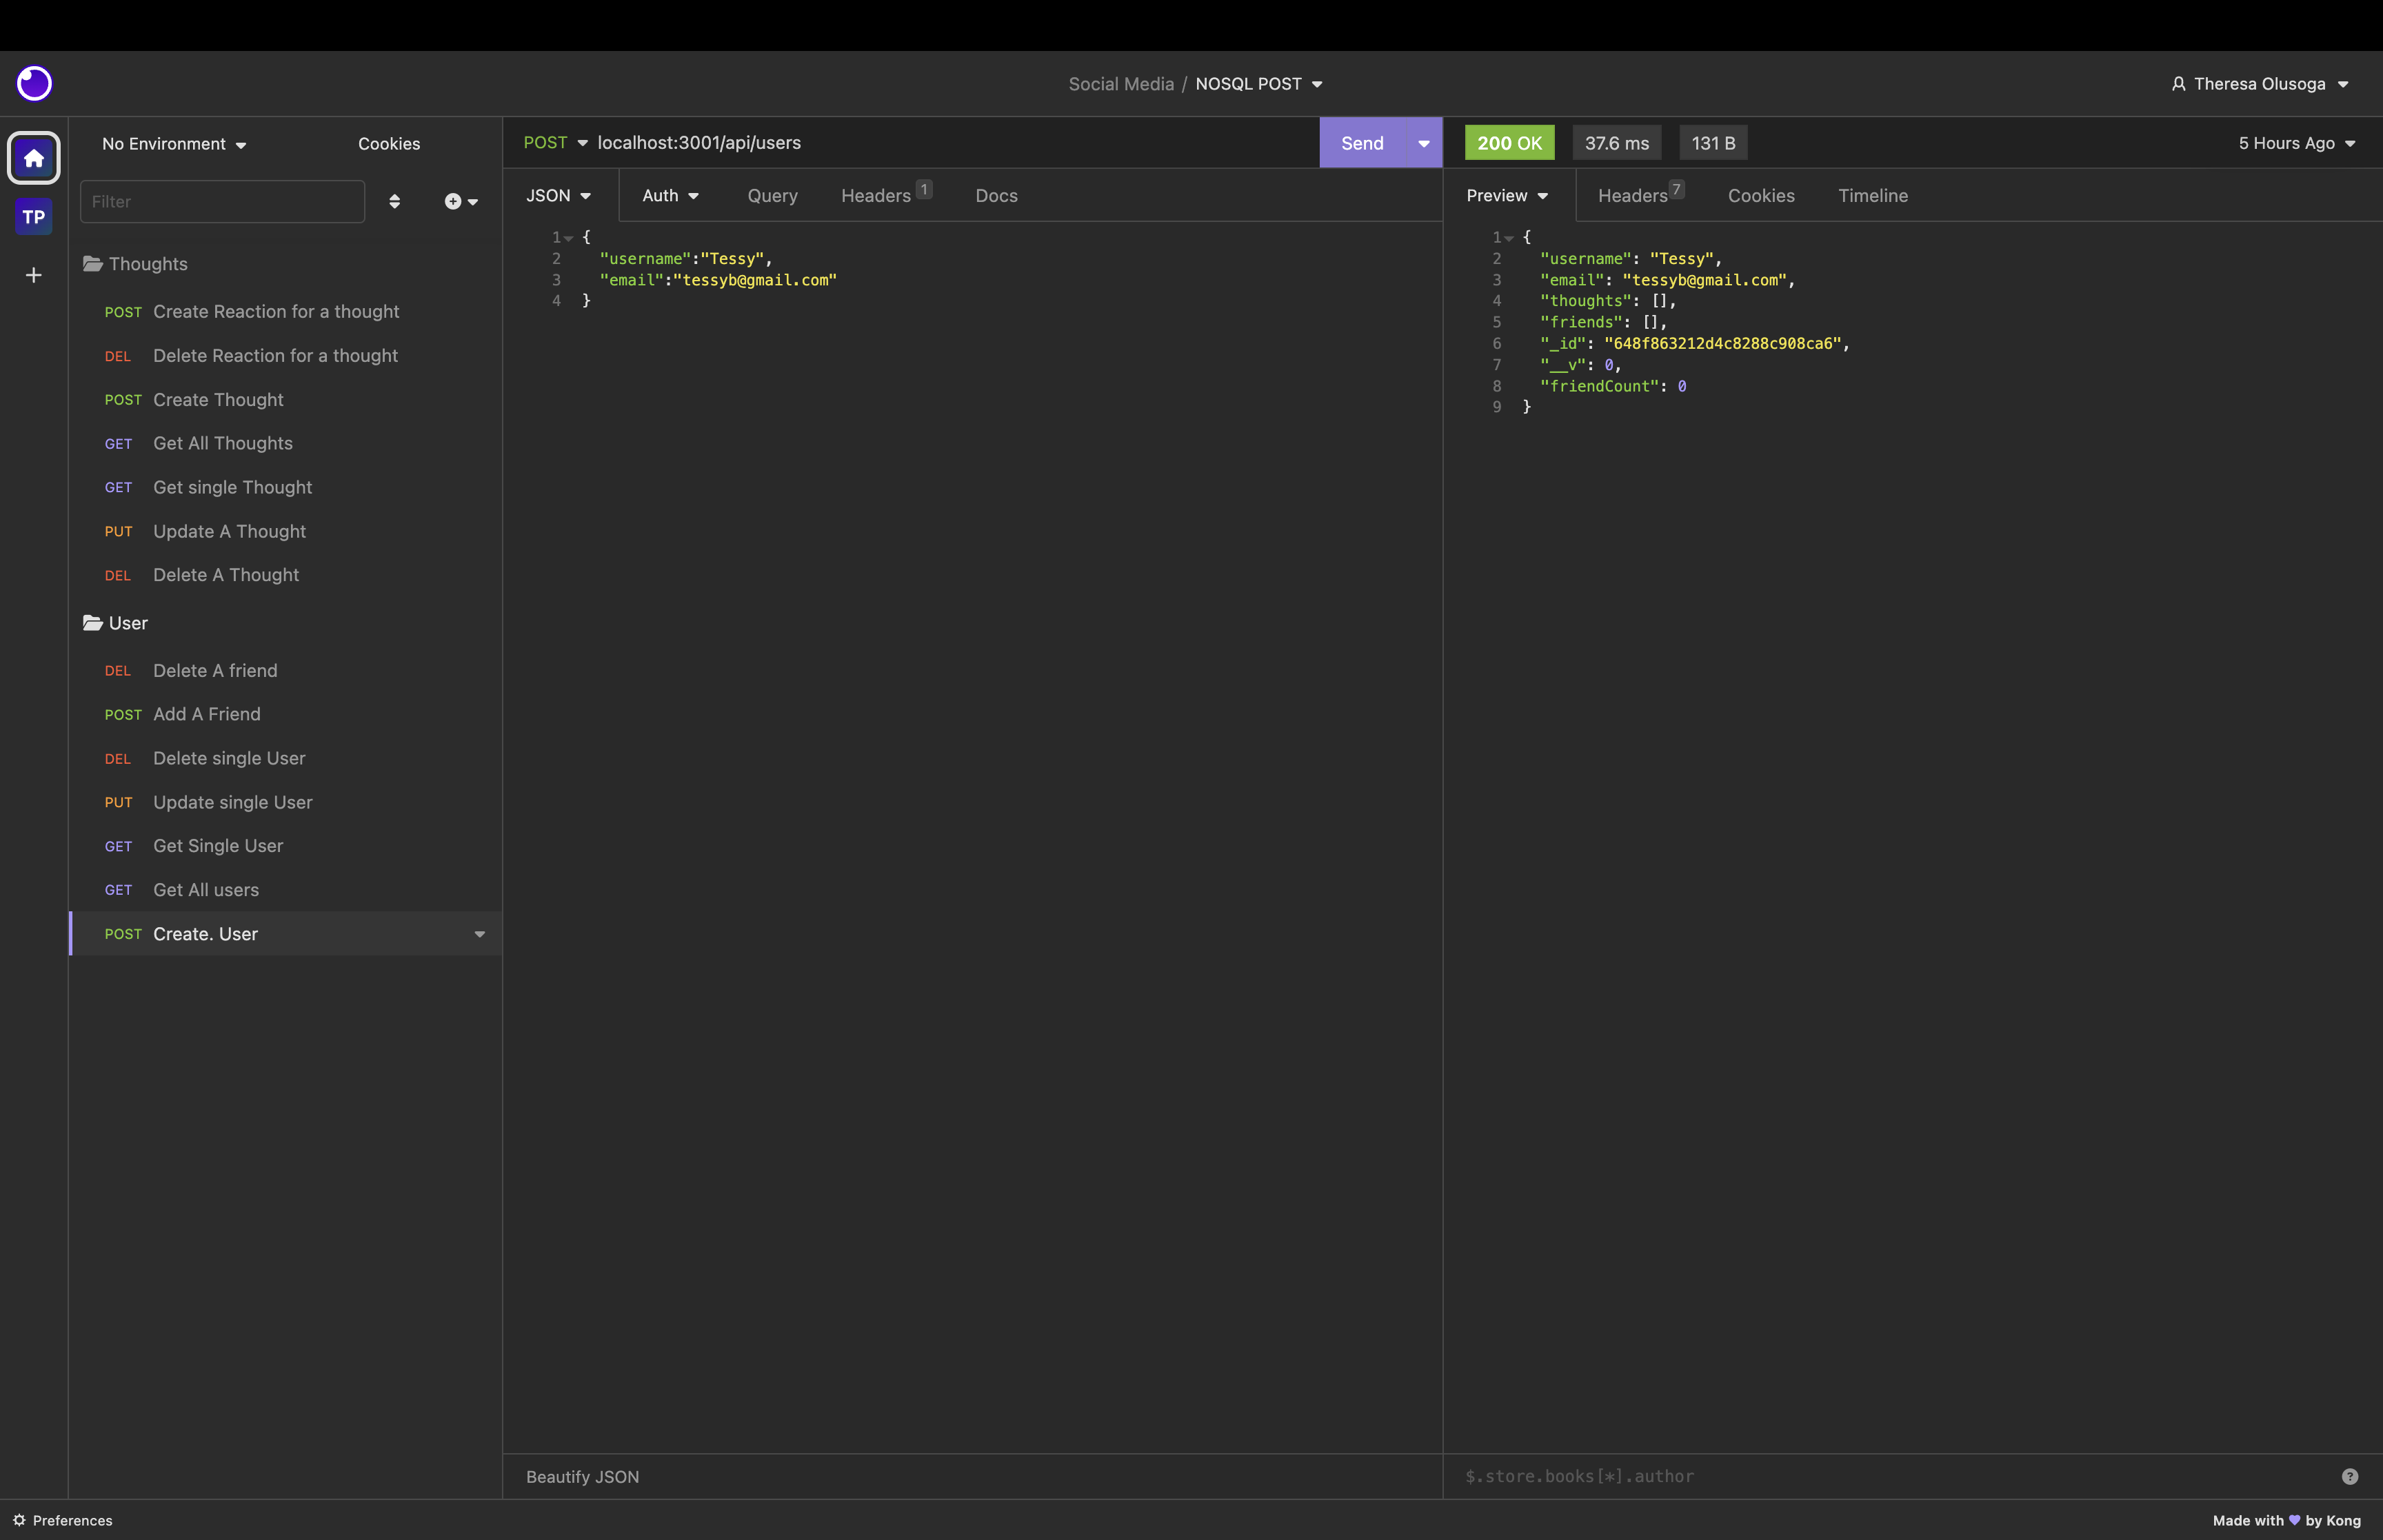 Social Media / NOSQL POST
Theresa Olusoga
TP
No Environment
Cookies
Filter
Thoughts
POST Create Reaction for a thought
DEL Delete Reaction for a thought
POST Create Thought
GET Get All Thoughts
GET Get single Thought
PUT Update A Thought
DEL Delete A Thought
User
DEL Delete A friend
POST Add A Friend
DEL Delete single User
PUT Update single User
GET Get Single User
GET Get All users
POST Create. User
POST localhost:3001/api/users
Send
JSON Auth Query Headers 1 Docs
1 {
2 "username":"Tessy",
3 "email":"tessyb@gmail.com"
4 }
Beautify JSON
200 OK 37.6 ms 131 B 5 Hours Ago
Preview Headers 7 Cookies Timeline
1 {
2 "username": "Tessy",
3 "email": "tessyb@gmail.com",
4 "thoughts": [],
5 "friends": [],
6 "_id": "648f863212d4c8288c908ca6",
7 "__v": 0,
8 "friendCount": 0
9 }
$.store.books[*].author
?
Preferences
Made with 💜 by Kong